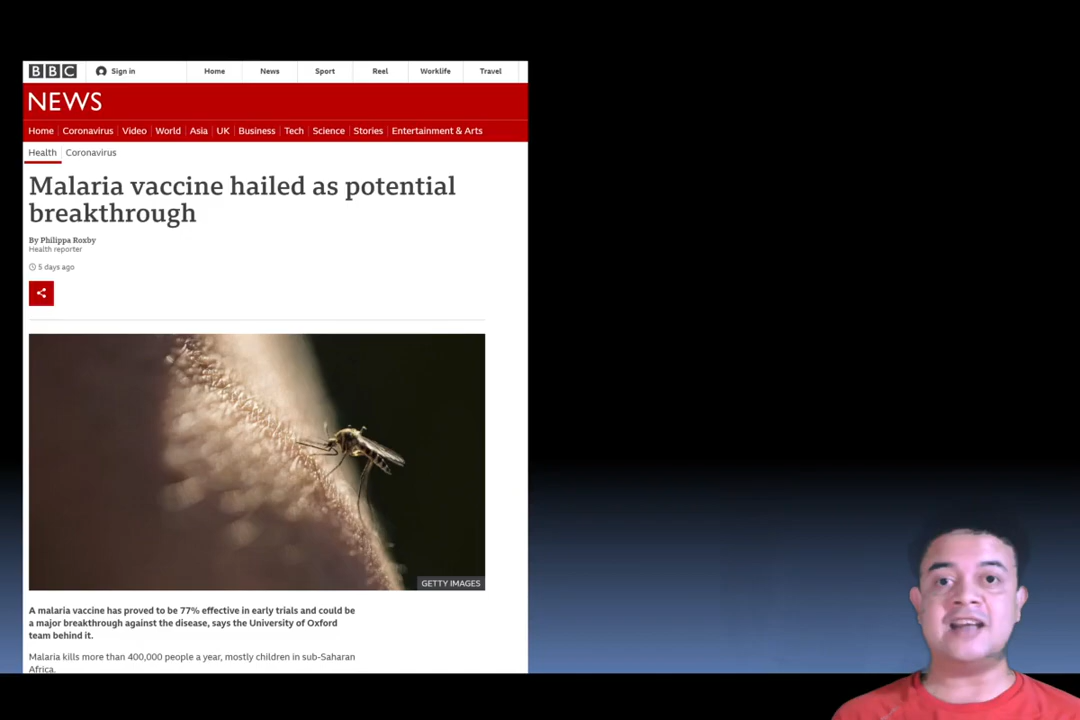 BBC Sign in Home News Sport Reel Worklife Travel
NEWS
Home Coronavirus Video World Asia UK Business Tech Science Stories Entertainment & Arts
Health Coronavirus
Malaria vaccine hailed as potential
breakthrough
By Philippa Roxby
Health reporter
5 days ago
GETTY IMAGES
A malaria vaccine has proved to be 77% effective in early trials and could be
a major breakthrough against the disease, says the University of Oxford
team behind it.
Malaria kills more than 400,000 people a year, mostly children in sub-Saharan
Africa.